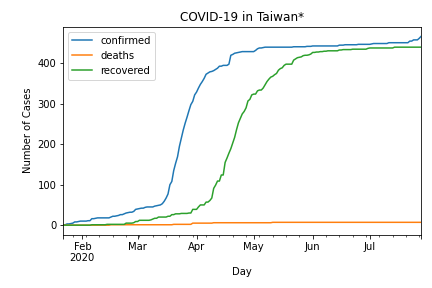 COVID-19 in Taiwan*
confirmed
deaths
recovered
Number of Cases
400
300
200
100
0
Feb Mar Apr May Jun Jul
2020
Day